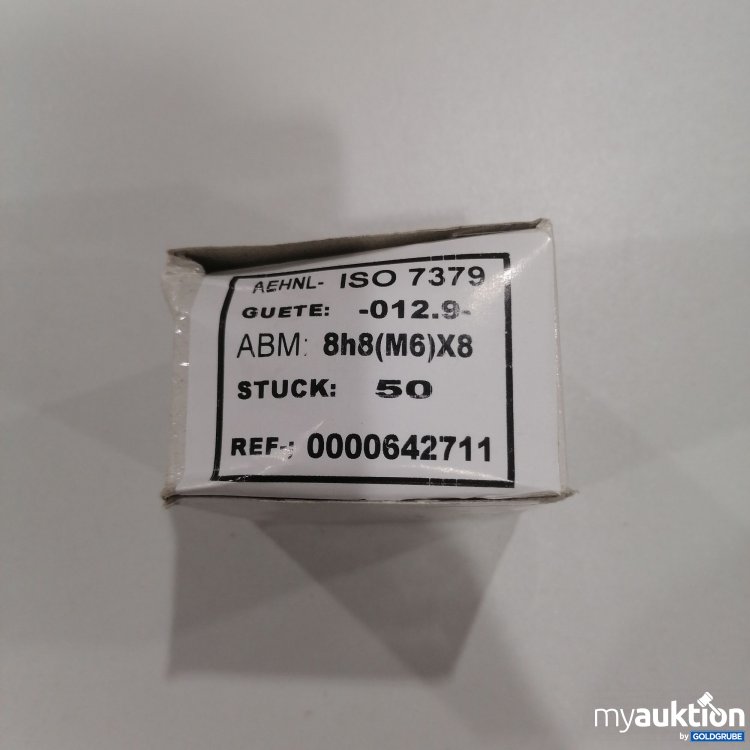 AEHNL- ISO 7379
GUETE: -012.9-
ABM: 8h8(M6)X8
STUCK: 50
REF.: 0000642711
myauktion
by GOLDGRUBE